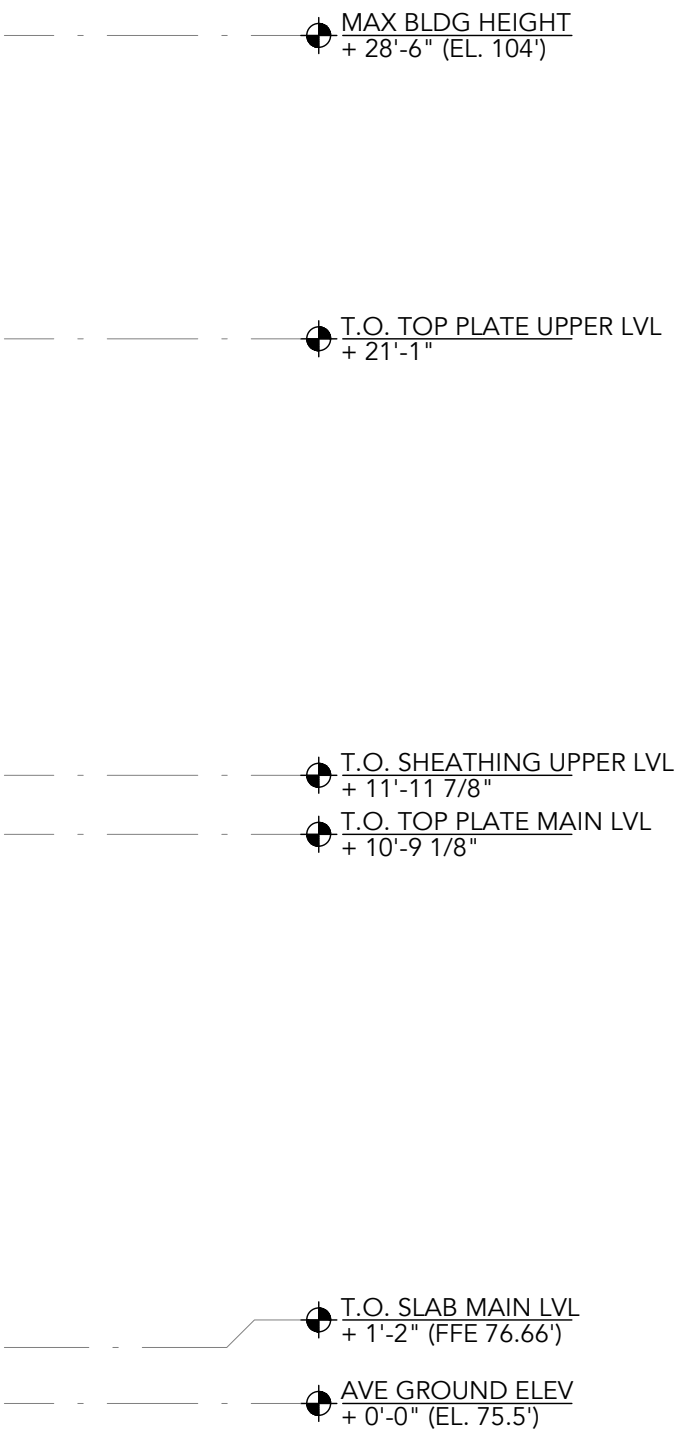 MAX BLDG HEIGHT
+ 28'-6" (EL. 104')
T.O. TOP PLATE UPPER LVL
+ 21'-1"
T.O. SHEATHING UPPER LVL
+ 11'-11 7/8"
T.O. TOP PLATE MAIN LVL
+ 10'-9 1/8"
T.O. SLAB MAIN LVL
+ 1'-2" (FFE 76.66')
AVE GROUND ELEV
+ 0'-0" (EL. 75.5')